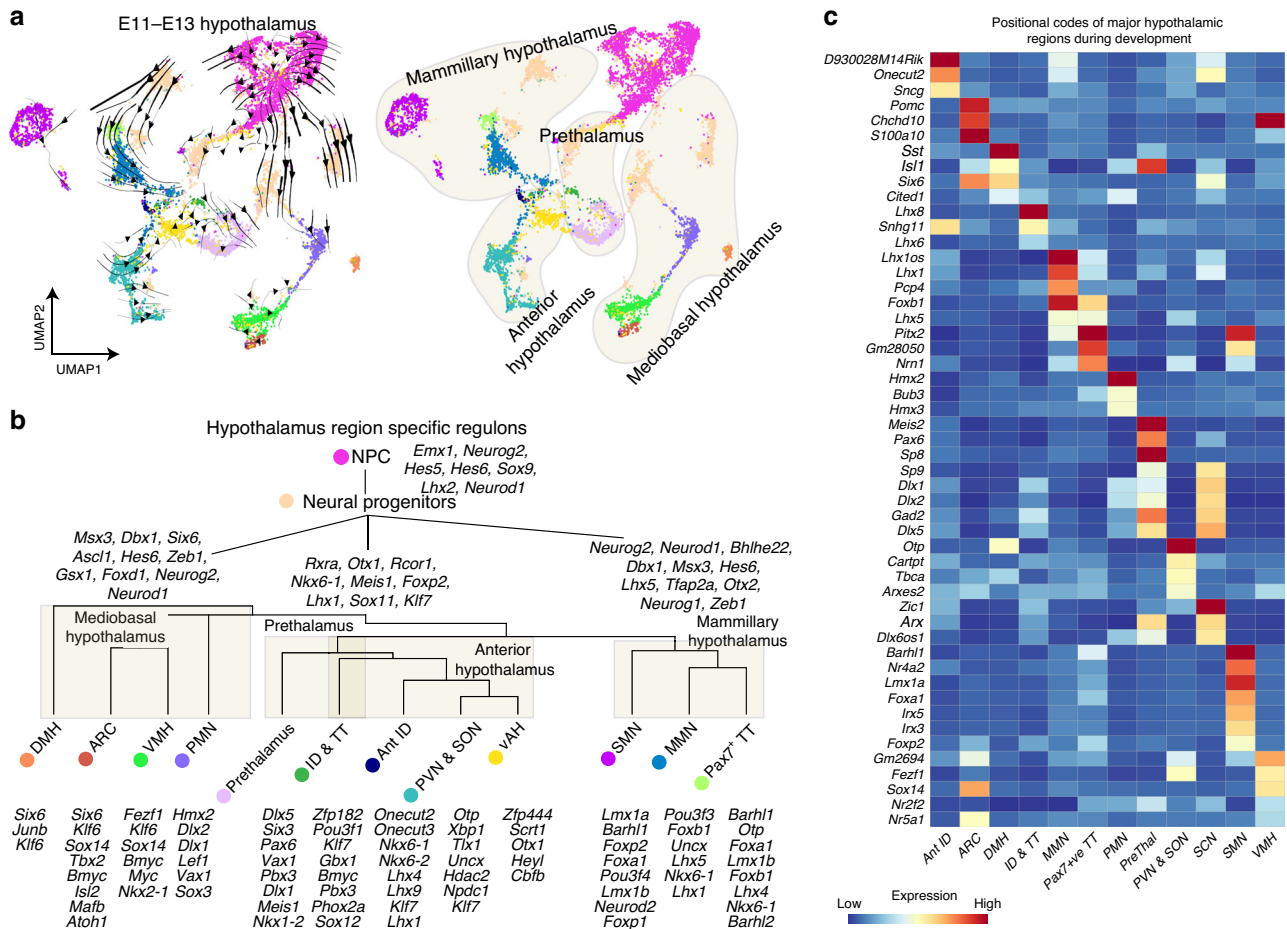 a
E11–E13 hypothalamus
UMAP2
UMAP1
Mammillary hypothalamus
Prethalamus
Anterior
hypothalamus
Mediobasal hypothalamus
b
Hypothalamus region specific regulons
NPC
Emx1, Neurog2,
Hes5, Hes6, Sox9,
Lhx2, Neurod1
Neural progenitors
Msx3, Dbx1, Six6,
Ascl1, Hes6, Zeb1,
Gsx1, Foxd1, Neurog2,
Neurod1
Rxra, Otx1, Rcor1,
Nkx6-1, Meis1, Foxp2,
Lhx1, Sox11, Klf7
Neurog2, Neurod1, Bhlhe22,
Dbx1, Msx3, Hes6,
Lhx5, Tfap2a, Otx2,
Neurog1, Zeb1
Mediobasal
hypothalamus
Prethalamus
Anterior
hypothalamus
Mammillary
hypothalamus
DMH
ARC
VMH
PMN
Prethalamus
ID & TT
Ant ID
PVN & SON
vAH
SMN
MMN
Pax7+ TT
Six6
Junb
Klf6
Six6
Klf6
Sox14
Tbx2
Bmyc
Isl2
Mafb
Atoh1
Fezf1
Klf6
Sox14
Bmyc
Myc
Nkx2-1
Hmx2
Dlx2
Dlx1
Lef1
Vax1
Sox3
Dlx5
Six3
Pax6
Vax1
Pbx3
Dlx1
Meis1
Nkx1-2
Zfp182
Pou3f1
Klf7
Gbx1
Bmyc
Pbx3
Phox2a
Sox12
Onecut2
Onecut3
Nkx6-1
Nkx6-2
Lhx4
Lhx9
Klf7
Lhx1
Otp
Xbp1
Tlx1
Uncx
Hdac2
Npdc1
Klf7
Zfp444
Scrt1
Otx1
Heyl
Cbfb
Lmx1a
Barhl1
Foxp2
Foxa1
Pou3f4
Lmx1b
Neurod2
Foxp1
Pou3f3
Foxb1
Uncx
Lhx5
Nkx6-1
Lhx1
Barhl1
Otp
Foxa1
Lmx1b
Foxb1
Lhx4
Nkx6-1
Barhl2
c
Positional codes of major hypothalamic
regions during development
D930028M14Rik
Onecut2
Sncg
Pomc
Chchd10
S100a10
Sst
Isl1
Six6
Cited1
Lhx8
Snhg11
Lhx6
Lhx1os
Lhx1
Pcp4
Foxb1
Lhx5
Pitx2
Gm28050
Nrn1
Hmx2
Bub3
Hmx3
Meis2
Pax6
Sp8
Sp9
Dlx1
Dlx2
Gad2
Dlx5
Otp
Cartpt
Tbca
Arxes2
Zic1
Arx
Dlx6os1
Barhl1
Nr4a2
Lmx1a
Foxa1
Irx5
Irx3
Foxp2
Gm2694
Fezf1
Sox14
Nr2f2
Nr5a1
Ant ID
ARC
DMH
ID & TT
MMN
Pax7+ve TT
PMN
PreThal
PVN & SON
SCN
SMN
VMH
Expression
Low
High